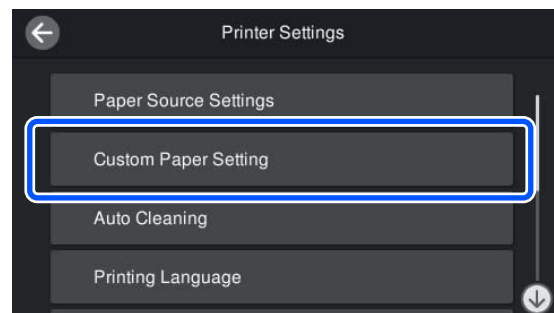 Printer Settings
Paper Source Settings
Custom Paper Setting
Auto Cleaning
Printing Language